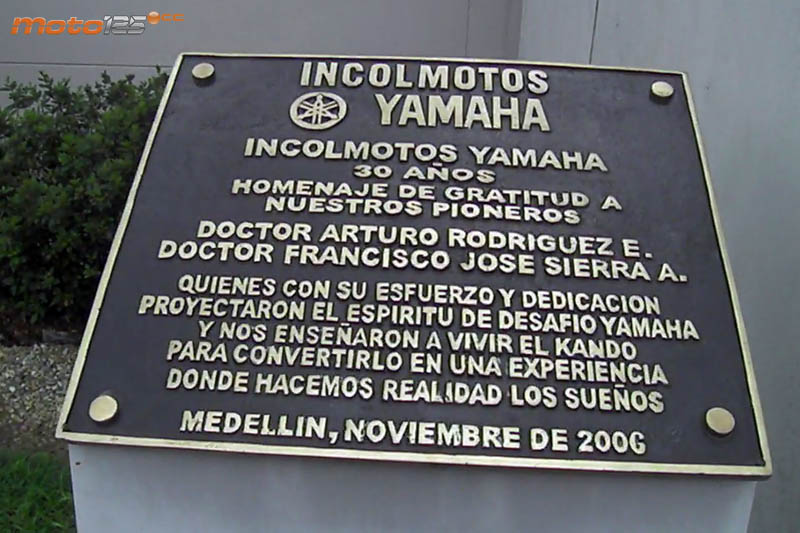 moto125.cc
INCOLMOTOS
YAMAHA
INCOLMOTOS YAMAHA
30 AÑOS
HOMENAJE DE GRATITUD A
NUESTROS PIONEROS
DOCTOR ARTURO RODRIGUEZ E.
DOCTOR FRANCISCO JOSE SIERRA A.
QUIENES CON SU ESFUERZO Y DEDICACION
PROYECTARON EL ESPIRITU DE DESAFIO YAMAHA
Y NOS ENSEÑARON A VIVIR EL KANDO
PARA CONVERTIRLO EN UNA EXPERIENCIA
DONDE HACEMOS REALIDAD LOS SUEÑOS
MEDELLIN, NOVIEMBRE DE 2006